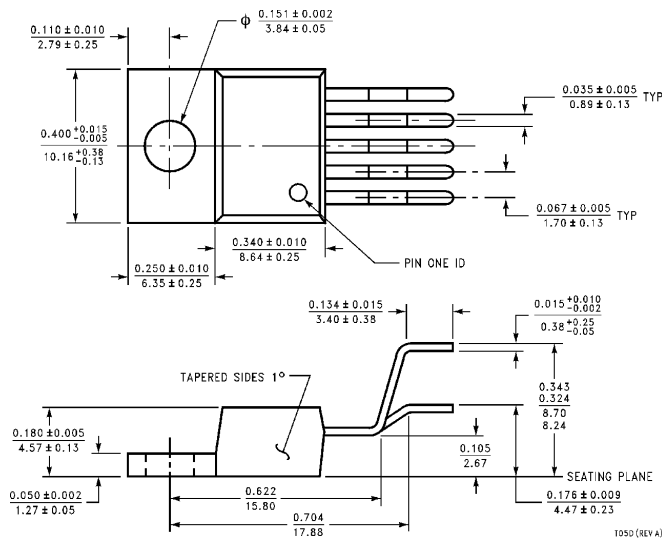 ϕ 0.151 ± 0.002
3.84 ± 0.05
0.110 ± 0.010
2.79 ± 0.25
0.035 ± 0.005 TYP
0.89 ± 0.13
0.400 +0.015 -0.005
10.16 +0.38 -0.13
0.067 ± 0.005 TYP
1.70 ± 0.13
0.340 ± 0.010
8.64 ± 0.25
PIN ONE ID
0.250 ± 0.010
6.35 ± 0.25
0.134 ± 0.015
3.40 ± 0.38
0.015 +0.010 -0.002
0.38 +0.25 -0.05
TAPERED SIDES 1°
0.343
0.324
8.70
8.24
0.180 ± 0.005
4.57 ± 0.13
0.105
2.67
SEATING PLANE
0.050 ± 0.002
1.27 ± 0.05
0.622
15.80
0.176 ± 0.009
4.47 ± 0.23
0.704
17.88
T05D (REV A)